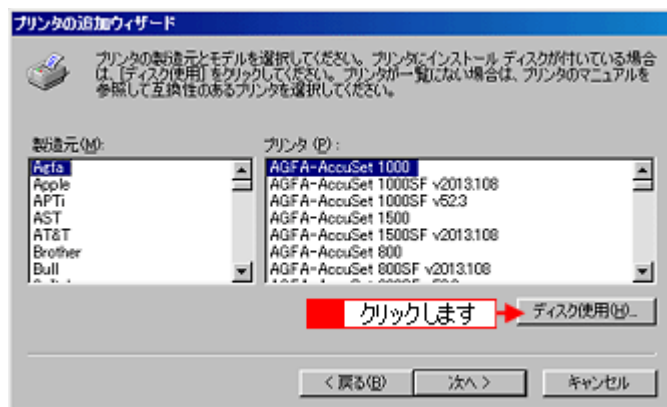 プリンタの追加ウィザード
プリンタの製造元とモデルを選択してください。プリンタにインストール ディスクが付いている場合
は、[ディスク使用] をクリックしてください。プリンタが一覧にない場合は、プリンタのマニュアルを
参照して互換性のあるプリンタを選択してください。
製造元(M):
プリンタ(P):
Agfa
Apple
APTi
AST
AT&T
Brother
Bull
AGFA-AccuSet 1000
AGFA-AccuSet 1000SF v2013.108
AGFA-AccuSet 1000SF v52.3
AGFA-AccuSet 1500
AGFA-AccuSet 1500SF v2013.108
AGFA-AccuSet 800
AGFA-AccuSet 800SF v2013.108
クリックします
ディスク使用(H)...
< 戻る(B)
次へ >
キャンセル